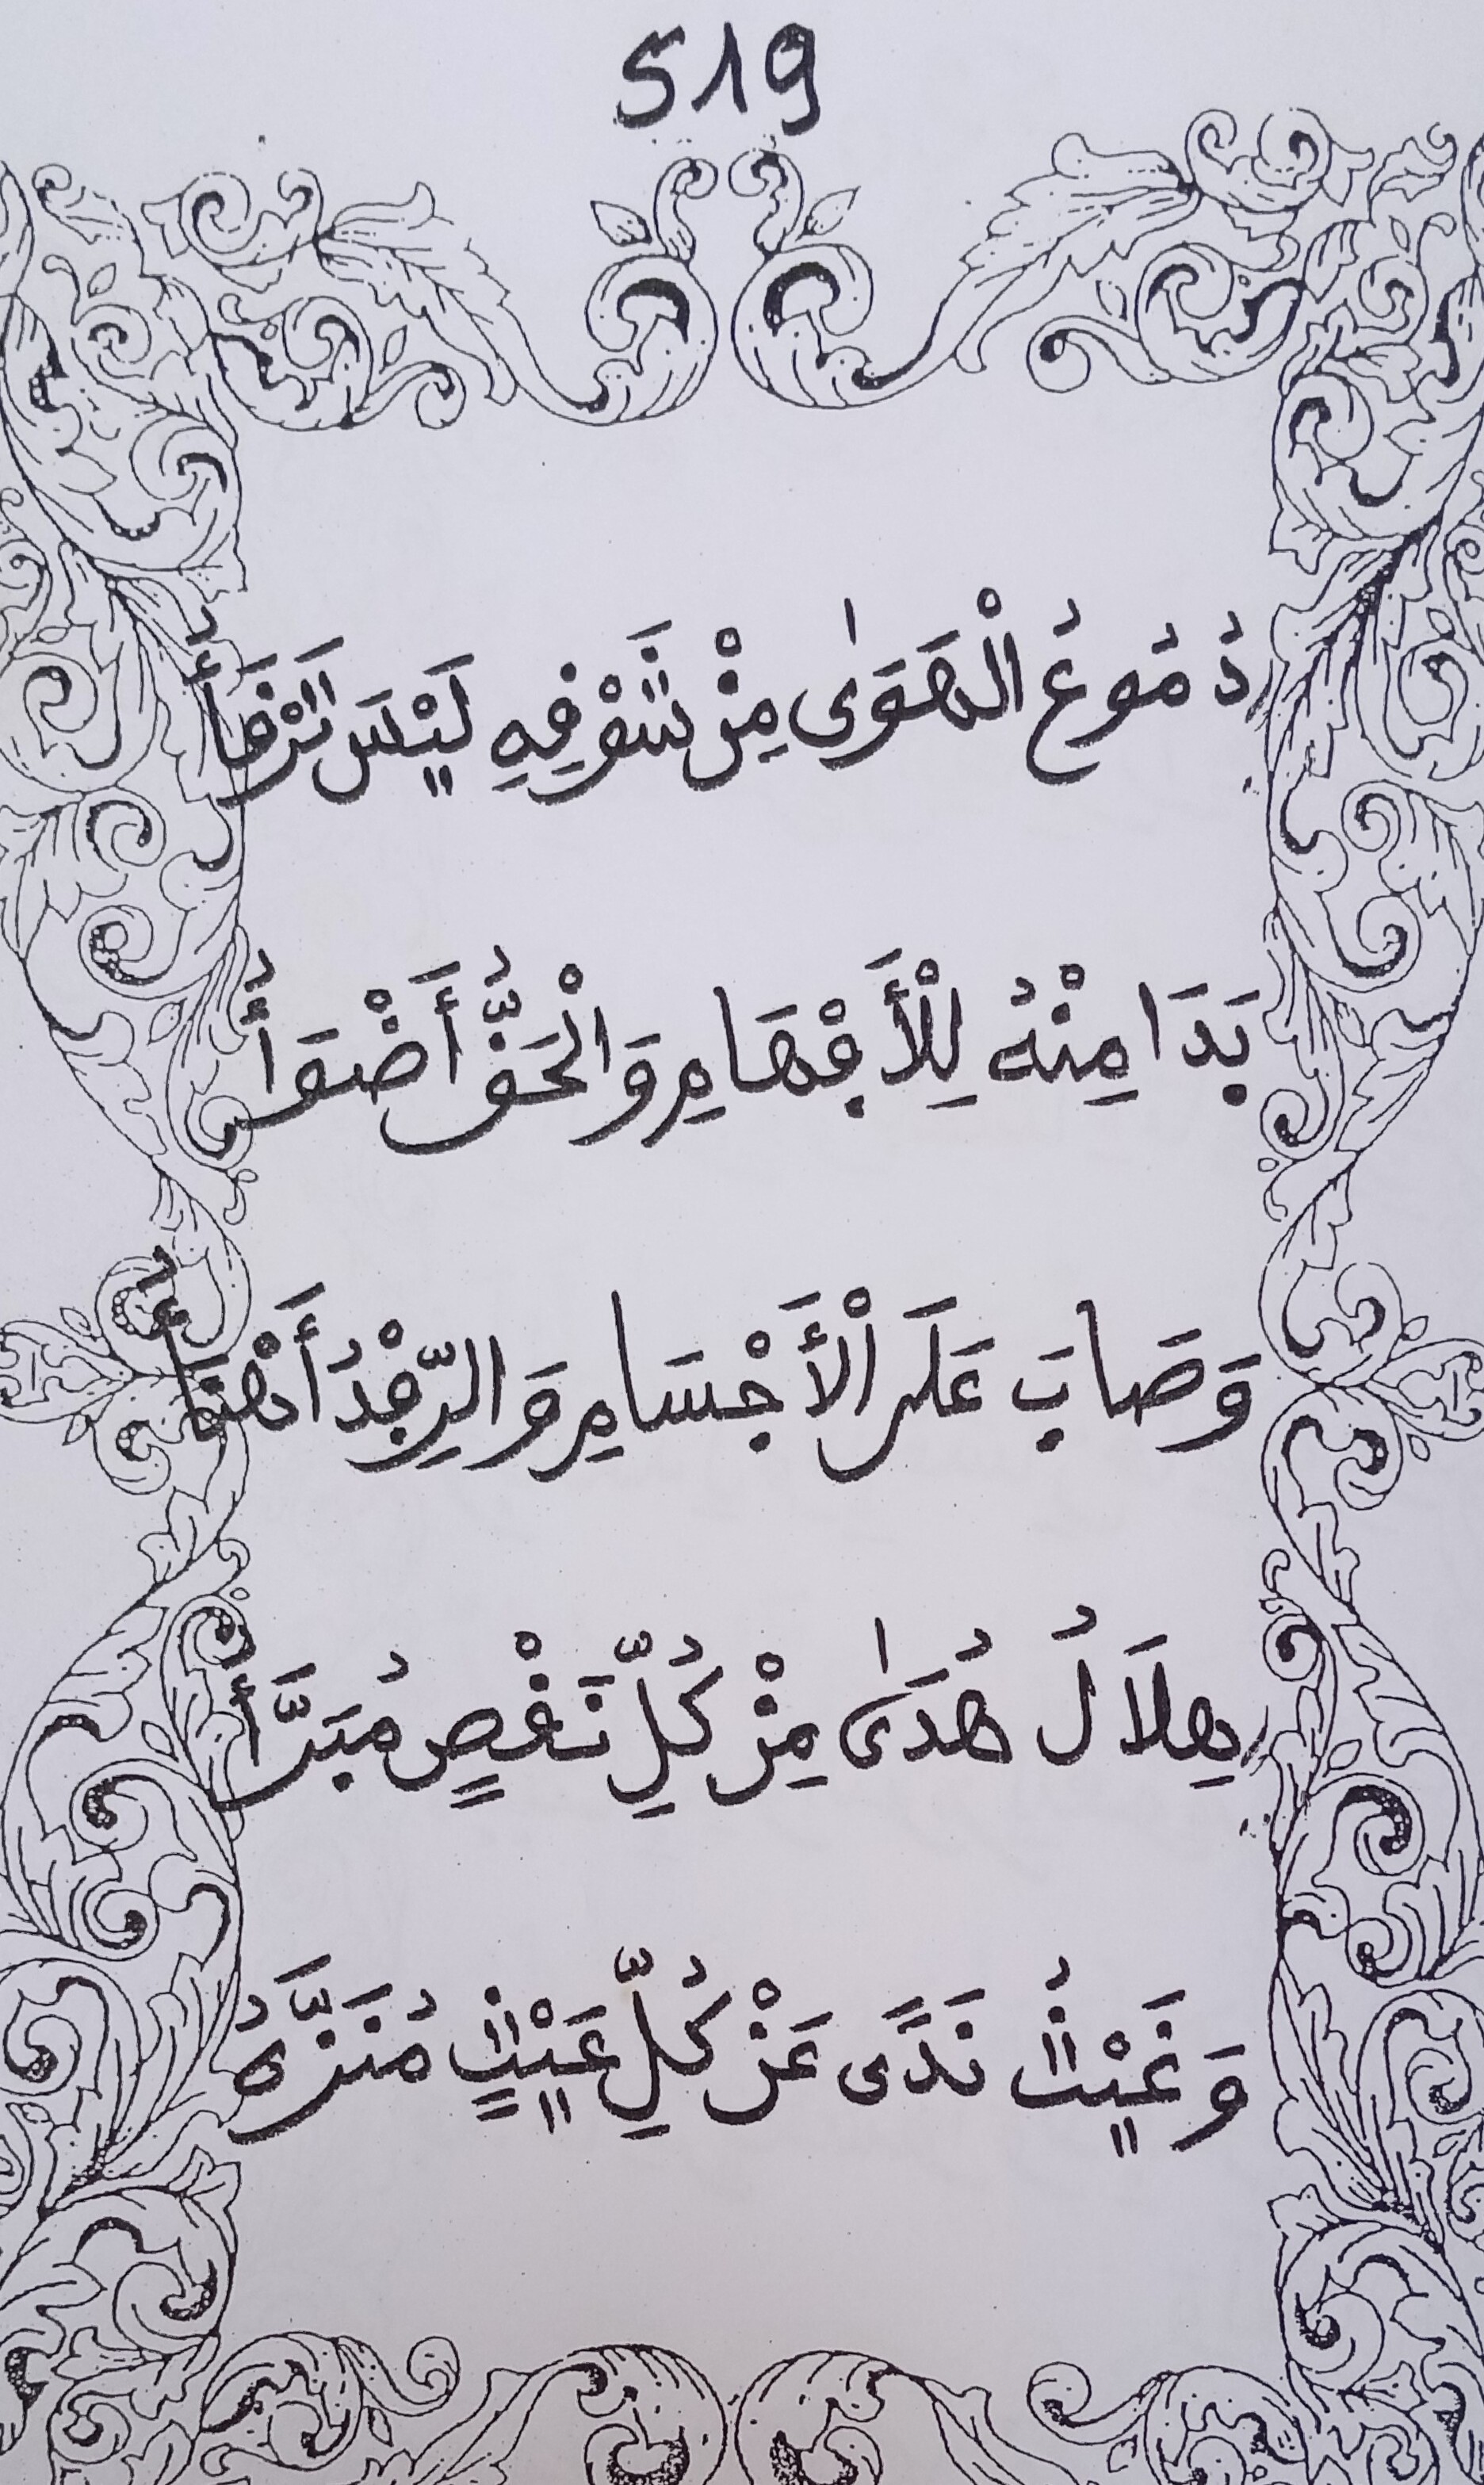 519
دُمُوعُ الْهَوَىٰ مِنْ شَوْقِهِ لَيْسَ تَرْقَأُ
بَدَا مِنْهُ لِلْأَفْهَامِ وَالْحَقُّ أَضْوَأُ
وَصَابَ عَلَى الْأَجْسَامِ وَالرِّفْدُ أَهْنَأُ
هِلَالُ هُدَىٰ مِنْ كُلِّ نَقْصٍ مُبَرَّأُ
وَغَيْثُ نَدًى عَنْ كُلِّ عَيْثٍ مُنَزَّهُ